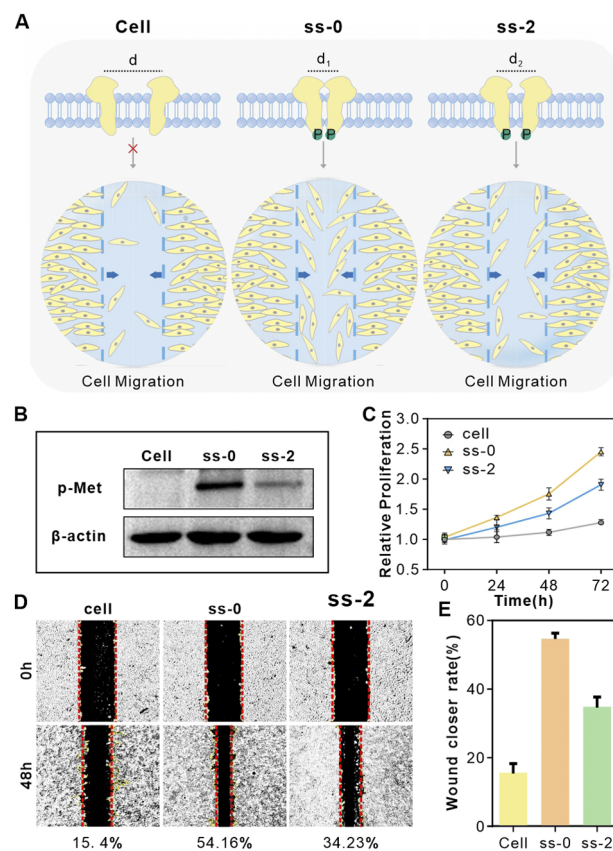 A
Cell ss-0 ss-2
d d₁ d₂
P P P P
Cell Migration Cell Migration Cell Migration
B
Cell ss-0 ss-2
p-Met
β-actin
C
cell
ss-0
ss-2
Relative Proliferation
3.0
2.5
2.0
1.5
1.0
0.5
0 24 48 72
Time(h)
D
cell ss-0 ss-2
0h
48h
15. 4% 54.16% 34.23%
E
Wound closer rate(%)
60
40
20
0
Cell ss-0 ss-2